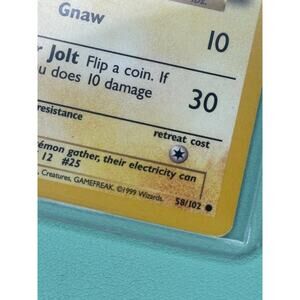 Gnaw 10
r Jolt Flip a coin. If
u does 10 damage 30
resistance
retreat cost
kémon gather, their electricity can
12 #25
Creatures, GAMEFREAK. ©1999 Wizards. 58/102